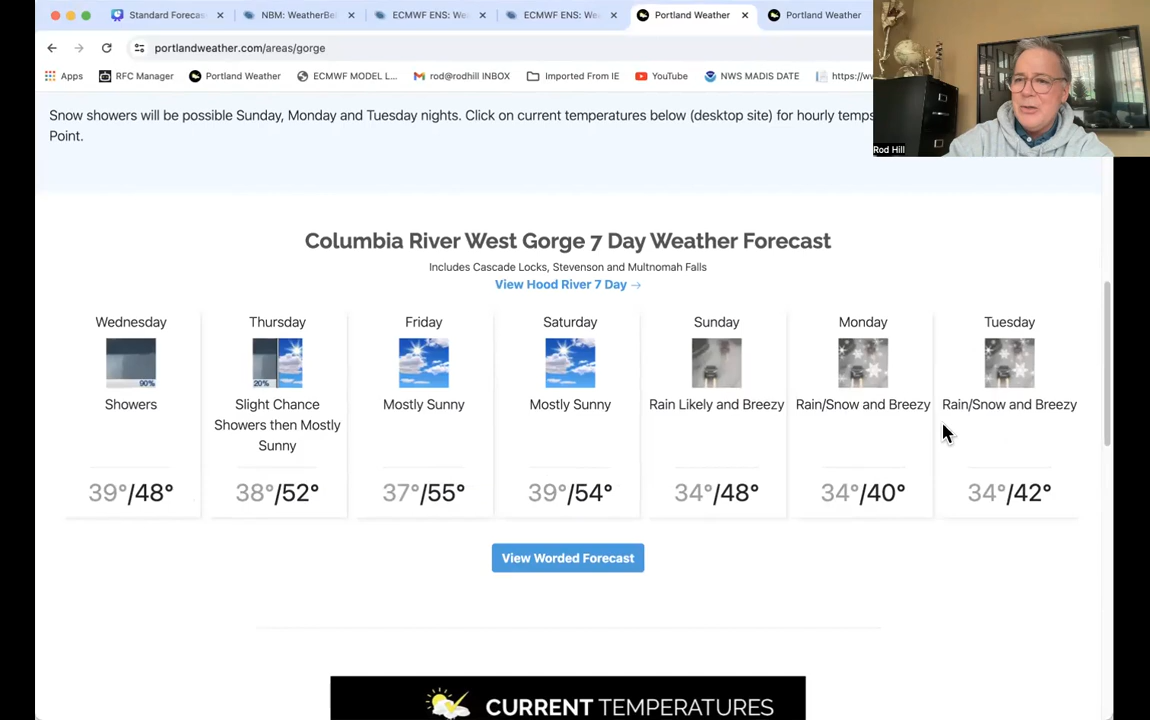 Standard Forecas
NBM: WeatherBe
ECMWF ENS: We
ECMWF ENS: We
Portland Weather
Portland Weather
portlandweather.com/areas/gorge
Apps
RFC Manager
Portland Weather
ECMWF MODEL L...
rod@rodhill INBOX
Imported From IE
YouTube
NWS MADIS DATE
Rod Hill
Snow showers will be possible Sunday, Monday and Tuesday nights. Click on current temperatures below (desktop site) for hourly temps
Point.
Columbia River West Gorge 7 Day Weather Forecast
Includes Cascade Locks, Stevenson and Multnomah Falls
View Hood River 7 Day →
Wednesday
Thursday
Friday
Saturday
Sunday
Monday
Tuesday
90%
20%
Showers
Slight Chance
Showers then Mostly
Sunny
Mostly Sunny
Mostly Sunny
Rain Likely and Breezy
Rain/Snow and Breezy
Rain/Snow and Breezy
39°/48°
38°/52°
37°/55°
39°/54°
34°/48°
34°/40°
34°/42°
View Worded Forecast
CURRENT TEMPERATURES